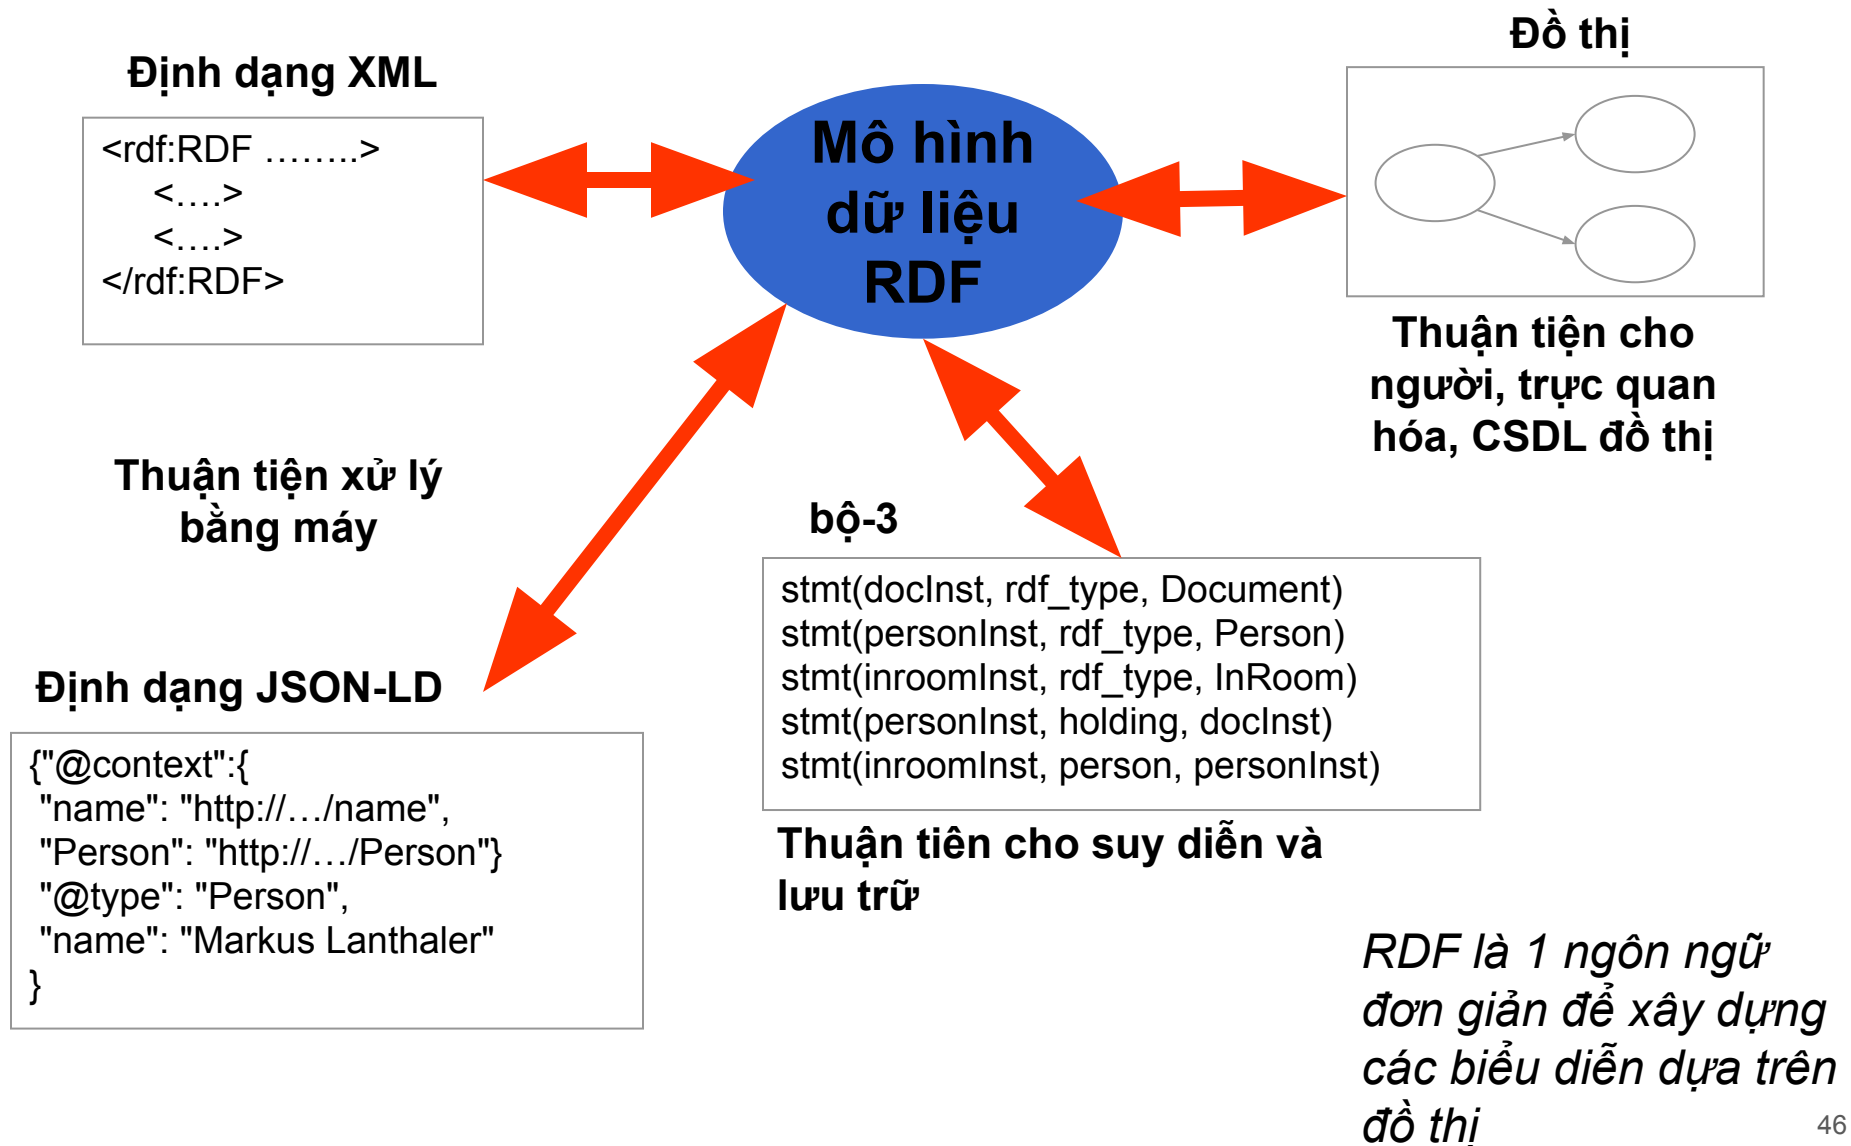 Định dạng XML
<rdf:RDF ……..>
<….>
<….>
</rdf:RDF>
Mô hình
dữ liệu
RDF
Đồ thị
Thuận tiện cho
người, trực quan
hóa, CSDL đồ thị
Thuận tiện xử lý
bằng máy
bộ-3
stmt(docInst, rdf_type, Document)
stmt(personInst, rdf_type, Person)
stmt(inroomInst, rdf_type, InRoom)
stmt(personInst, holding, docInst)
stmt(inroomInst, person, personInst)
Thuận tiên cho suy diễn và
lưu trữ
Định dạng JSON-LD
{"@context":{
"name": "http://…/name",
"Person": "http://…/Person"}
"@type": "Person",
"name": "Markus Lanthaler"
}
RDF là 1 ngôn ngữ
đơn giản để xây dựng
các biểu diễn dựa trên
đồ thị
46